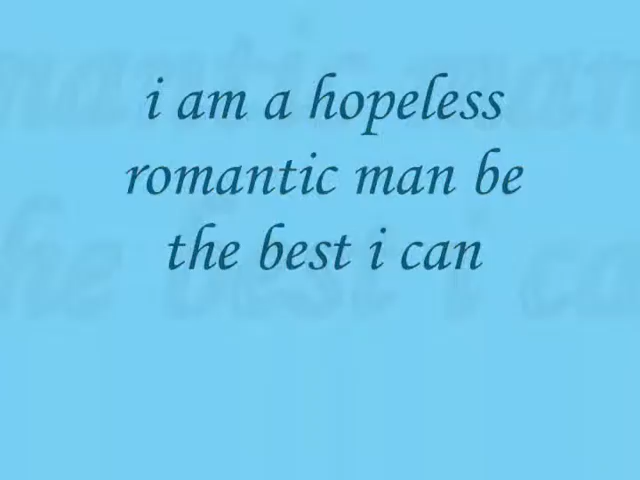 i am a hopeless
romantic man be
the best i can